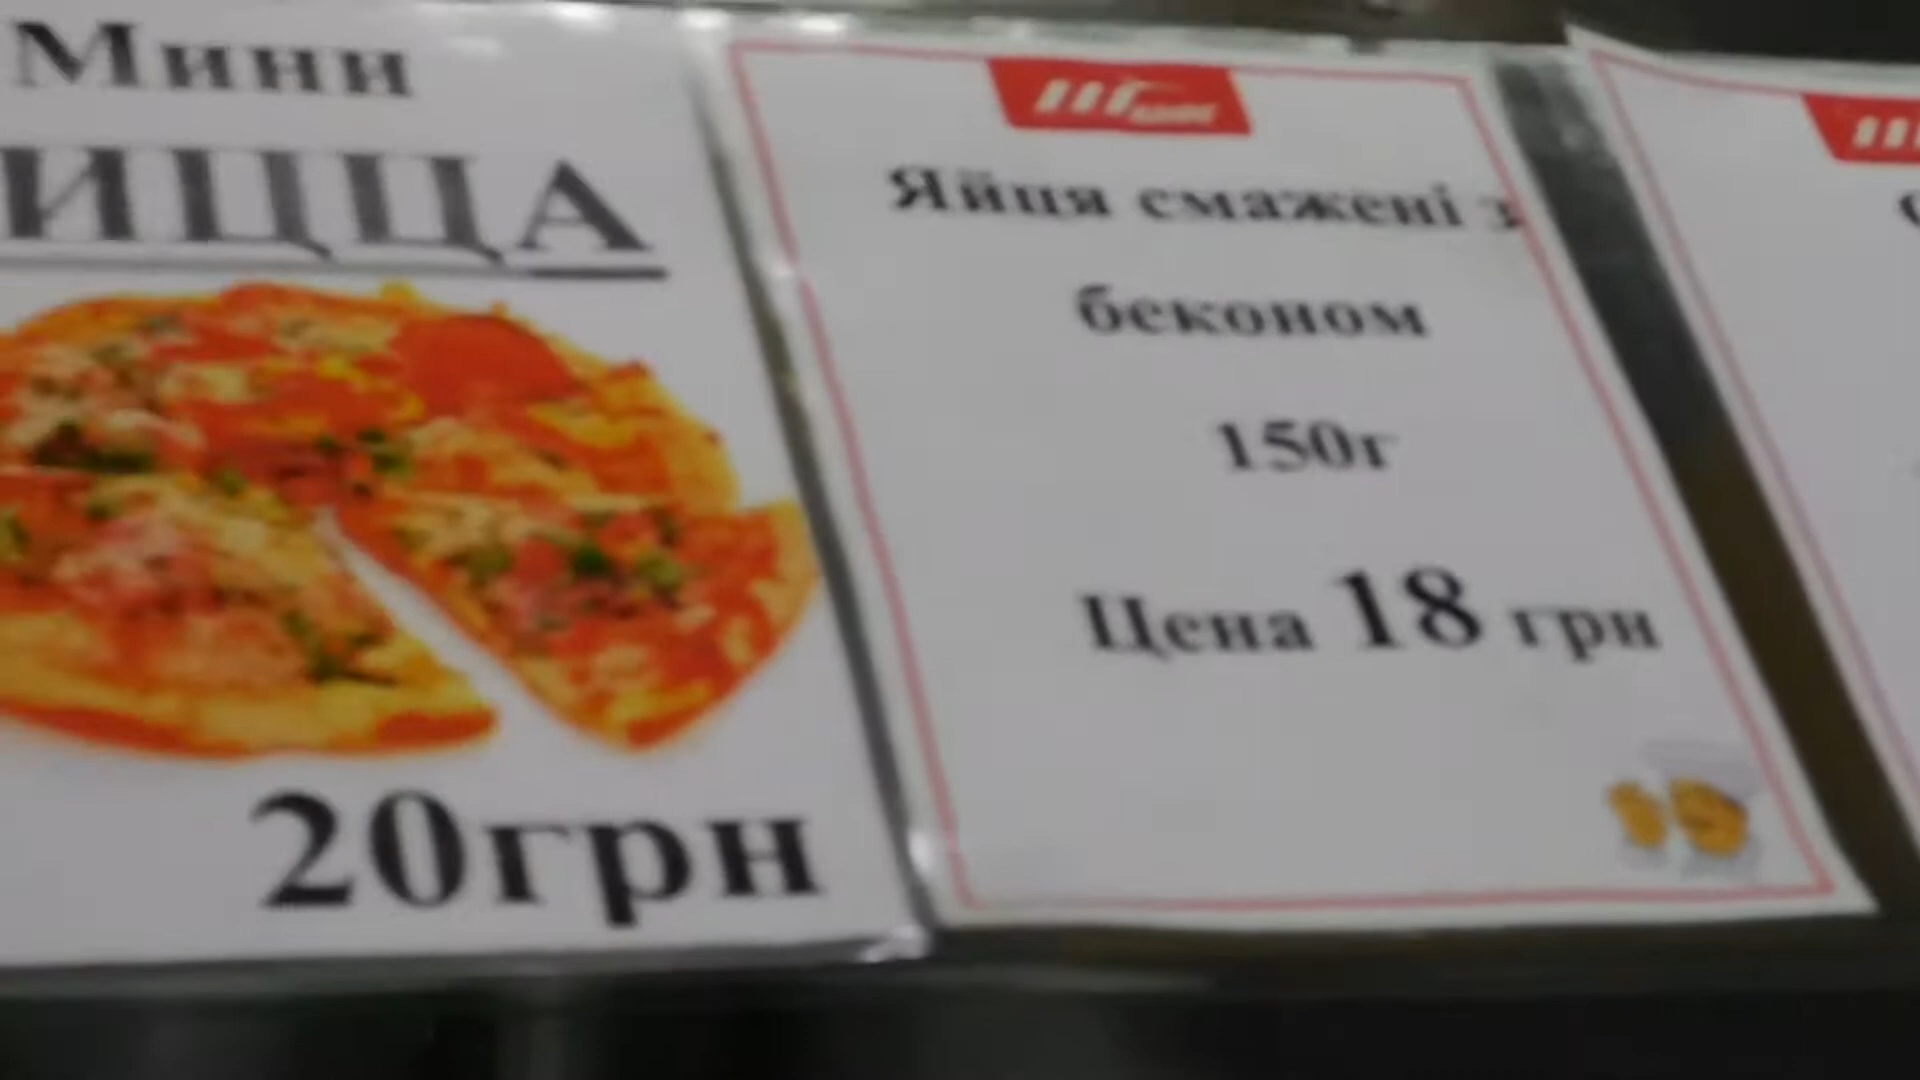 Мини
ИЦЦА
20грн
Яйця смажені з
беконом
150г
Цена 18 грн